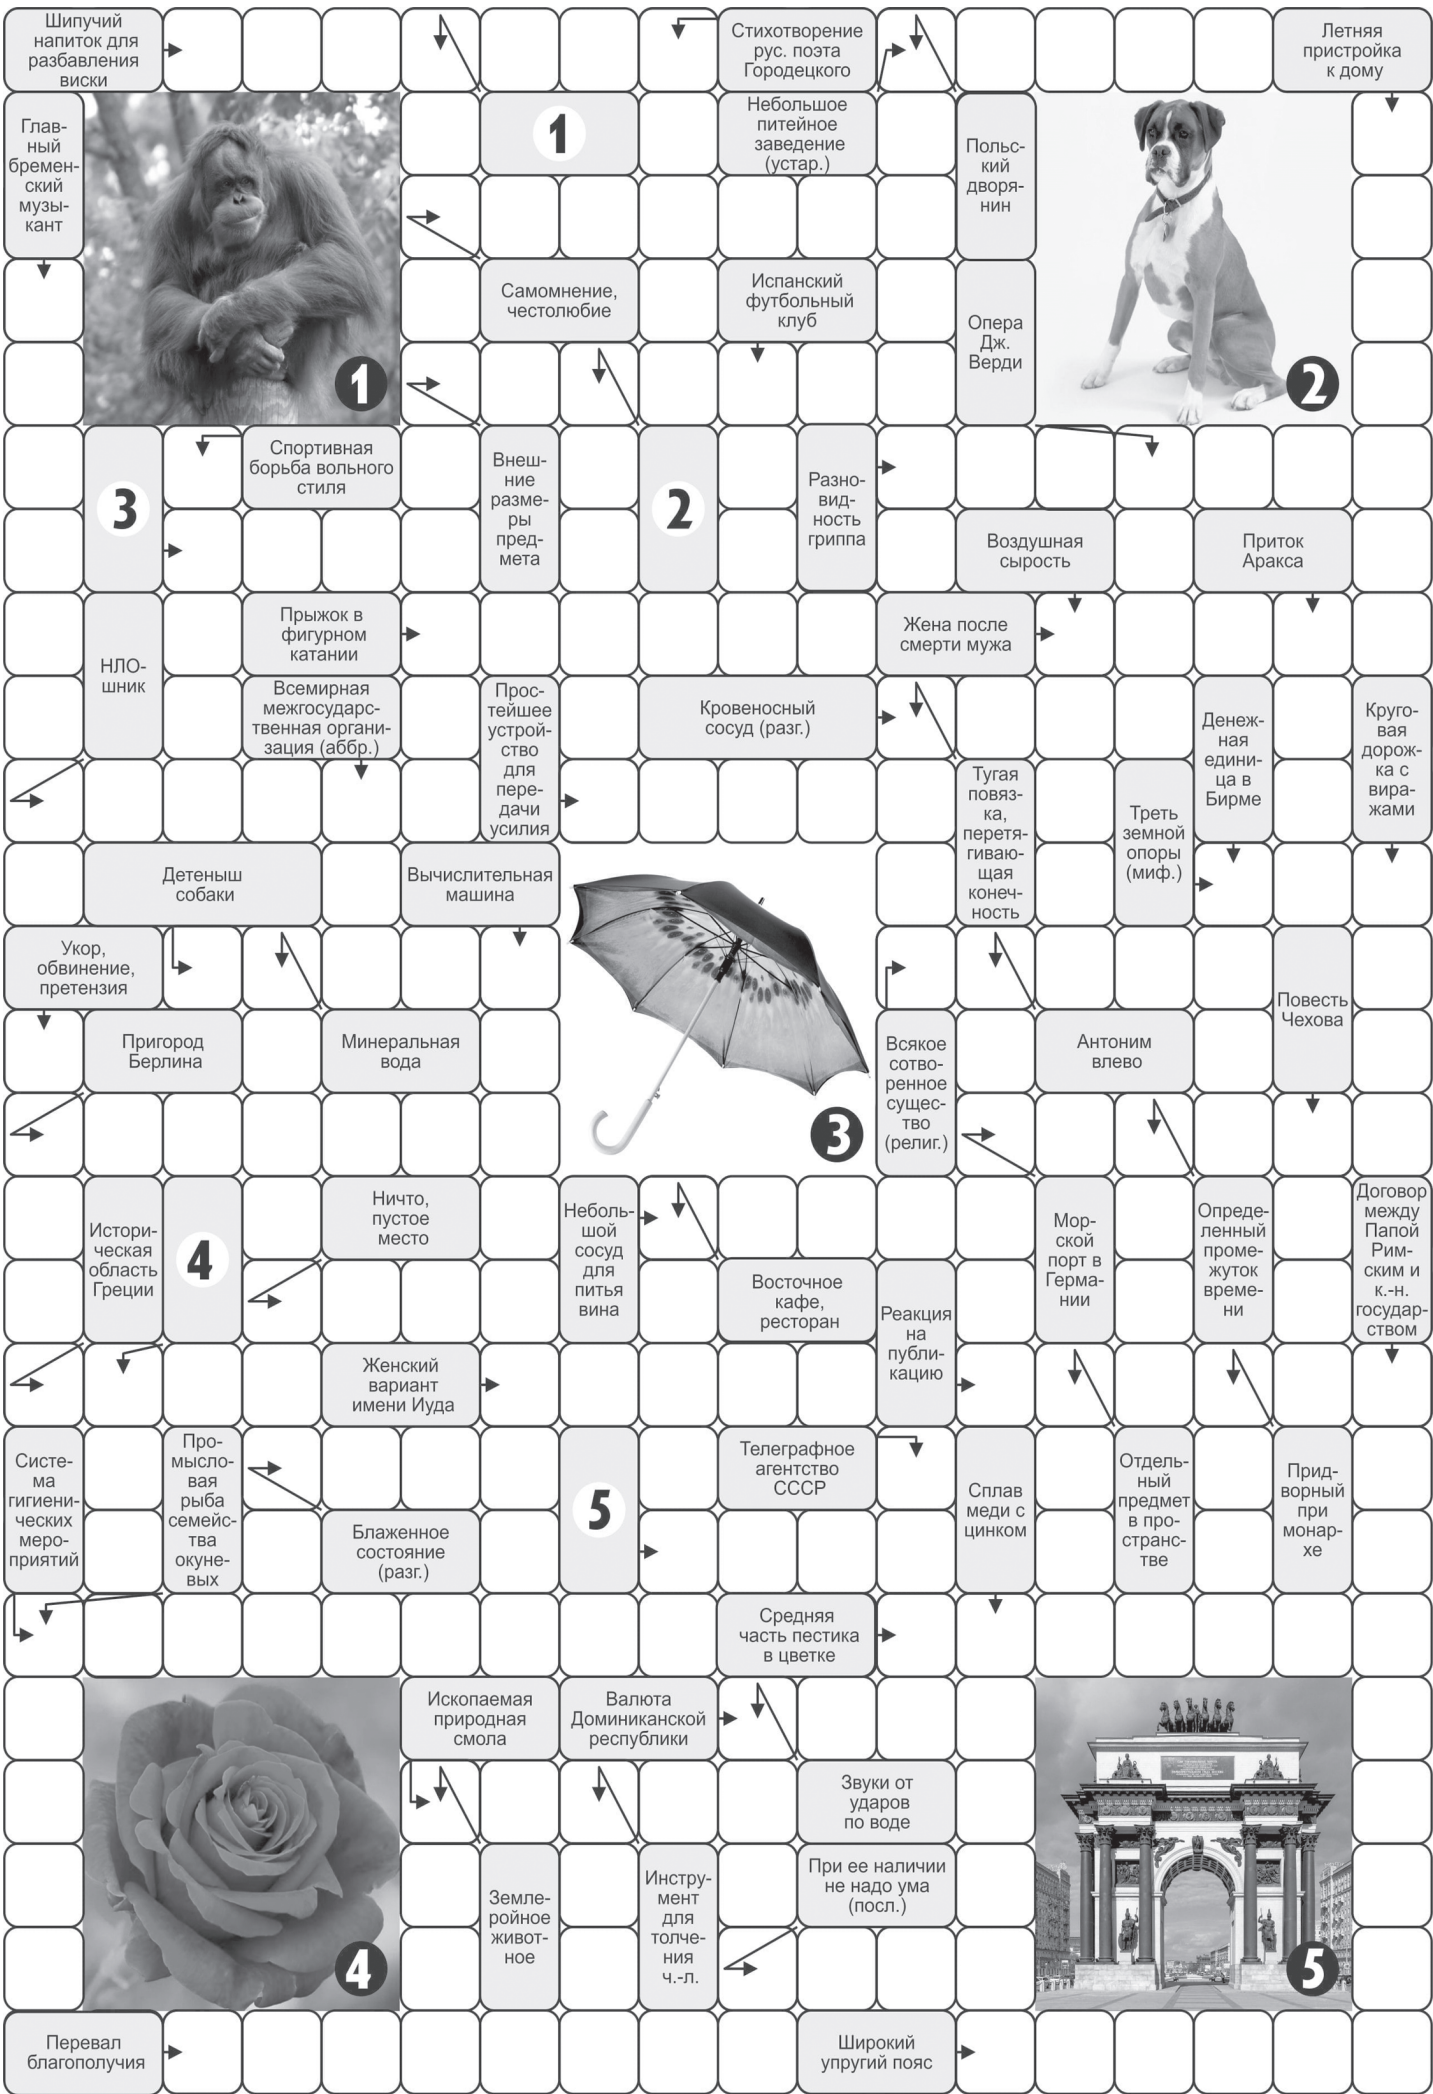 Шипучий
напиток для
разбавления
виски
Стихотворение
рус. поэта
Городецкого
Летняя
пристройка
к дому
Глав-
ный
бремен-
ский
музы-
кант
1
Небольшое
питейное
заведение
(устар.)
Поль-
ский
дворя-
нин
Самомнение,
честолюбие
Испанский
футбольный
клуб
Опера
Дж.
Верди
1
2
3
Спортивная
борьба вольного
стиля
Внеш-
ние
разме-
ры
пред-
мета
2
Разно-
вид-
ность
гриппа
Воздушная
сырость
Приток
Аракса
НЛО-
шник
Прыжок в
фигурном
катании
Жена после
смерти мужа
Всемирная
межгосударс-
твенная органи-
зация (аббр.)
Прос-
тейшее
устрой-
ство
для
пере-
дачи
усилия
Кровеносный
сосуд (разг.)
Денеж-
ная
едини-
ца в
Бирме
Круго-
вая
дорож-
ка с
вира-
жами
Тугая
повяз-
ка,
перетя-
гиваю-
щая
конеч-
ность
Треть
земной
опоры
(миф.)
Детеныш
собаки
Вычислительная
машина
Укор,
обвинение,
претензия
Повесть
Чехова
Пригород
Берлина
Минеральная
вода
Всякое
сотво-
ренное
сущес-
тво
(религ.)
Антоним
влево
3
Истори-
ческая
область
Греции
4
Ничто,
пустое
место
Неболь-
шой
сосуд
для
питья
вина
Мор-
ской
порт в
Герма-
нии
Опреде-
ленный
проме-
жуток
време-
ни
Договор
между
Папой
Рим-
ским и
к.-н.
государ-
ством
Восточное
кафе,
ресторан
Реакция
на
публи-
кацию
Женский
вариант
имени Иуда
Систе-
ма
гигиени-
ческих
меро-
приятий
Про-
мысло-
вая
рыба
семейс-
тва
окуне-
вых
5
Телеграфное
агентство
СССР
Сплав
меди с
цинком
Отдель-
ный
предмет
в про-
странс-
тве
Прид-
ворный
при
монар-
хе
Блаженное
состояние
(разг.)
Средняя
часть пестика
в цветке
Ископаемая
природная
смола
Валюта
Доминиканской
республики
Звуки от
ударов
по воде
Земле-
ройное
живот-
ное
Инстру-
мент
для
толче-
ния
ч.-л.
При ее наличии
не надо ума
(посл.)
4
5
Перевал
благополучия
Широкий
упругий пояс